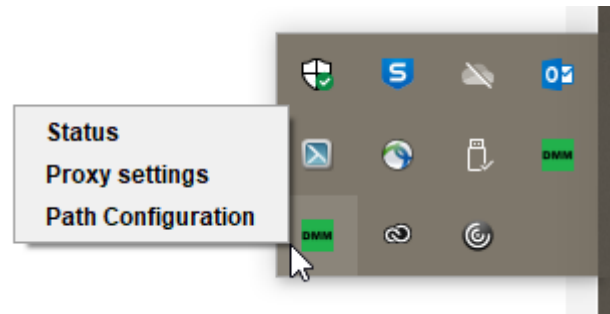 S
O
Status
Proxy settings
DMM
Path Configuration
DMM